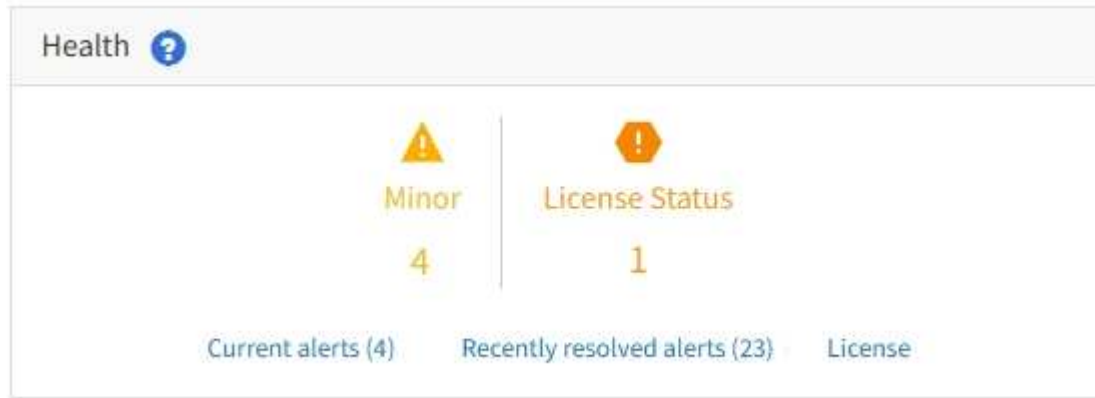 Health ?
Minor
License Status
4
1
Current alerts (4) Recently resolved alerts (23) License